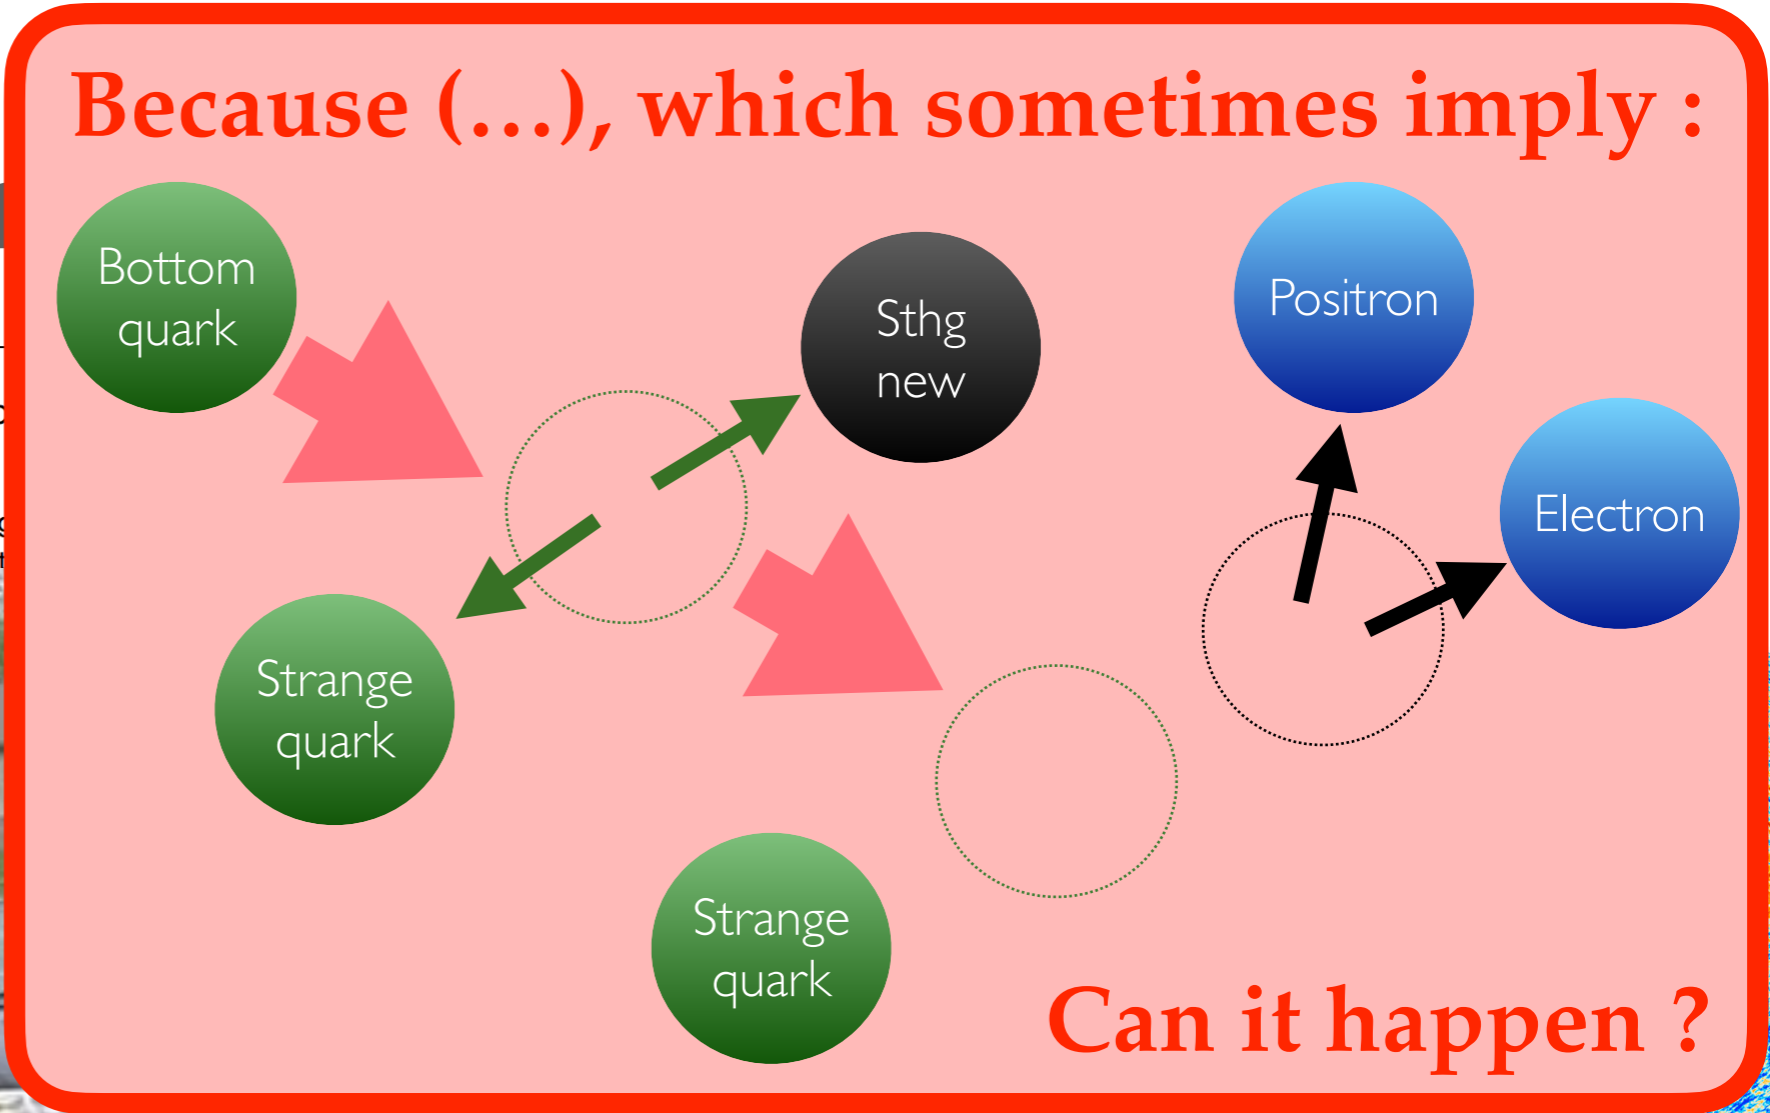 Because (…), which sometimes imply :
Bottom
quark
Sthg
new
Positron
Electron
Strange
quark
Strange
quark
Can it happen ?